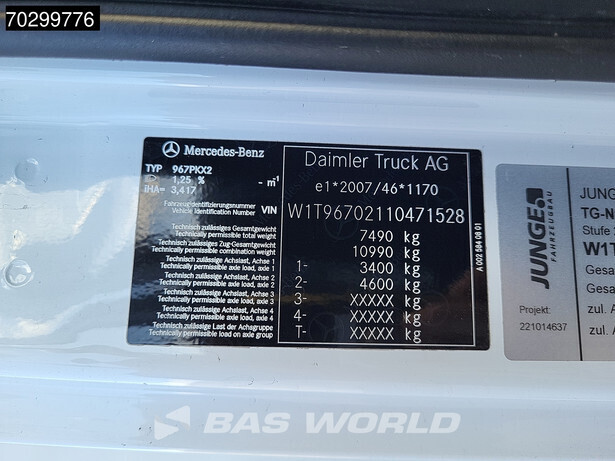 70299776
Mercedes-Benz
Daimler Truck AG
TYP 967PKX2
1,25 % - m-1
iHA= 3,417
e1*2007/46*1170
Fahrzeugidentifizierungsnummer
Vehicle Identification Number VIN W1T96702110471528
Technisch zulässiges Gesamtgewicht
Technically permissible total weight 7490 kg
Technisch zulässiges Zug-Gesamtgewicht
Technically permissible combination weight 10990 kg
Technisch zulässige Achslast, Achse 1
Technically permissible axle load, axle 1 1- 3400 kg
Technisch zulässige Achslast, Achse 2
Technically permissible axle load, axle 2 2- 4600 kg
Technisch zulässige Achslast, Achse 3
Technically permissible axle load, axle 3 3- XXXXX kg
Technisch zulässige Achslast, Achse 4
Technically permissible axle load, axle 4 4- XXXXX kg
Technisch zulässige Last der Achsgruppe
Technically permissible load on axle group T- XXXXX kg
A 002 584 08 01
JUNGE
FAHRZEUGBAU
Projekt:
221014637
JUNG
TG-N
Stufe
W1T
Gesa
Gesa
zul. A
zul. A
BAS WORLD